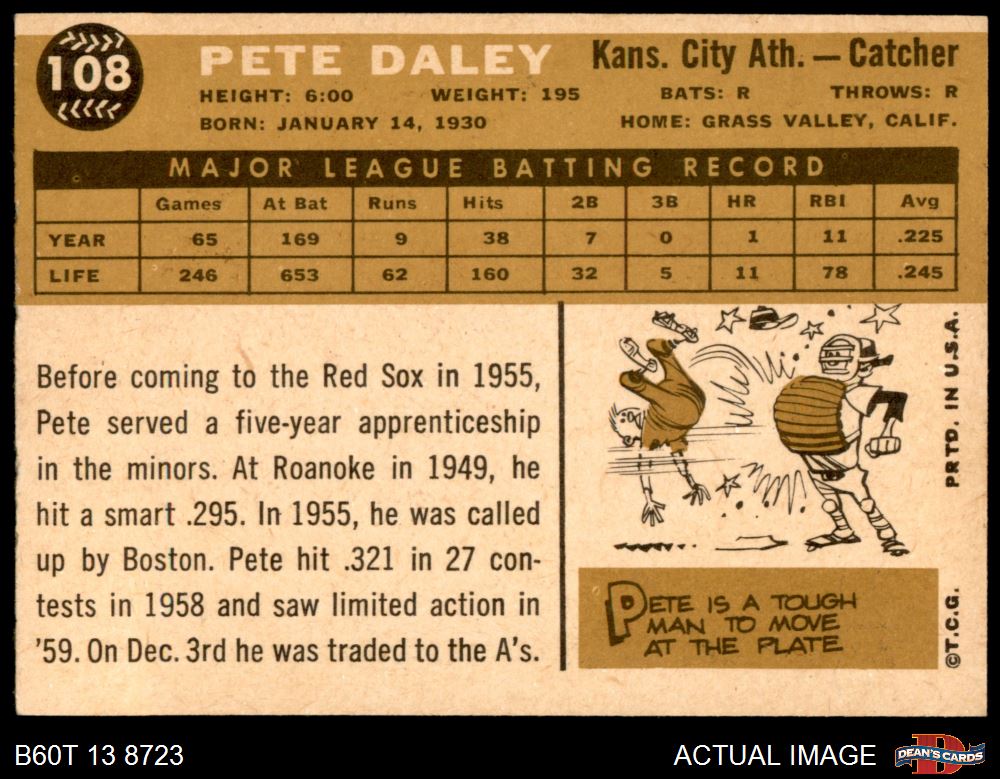 108
PETE DALEY Kans. City Ath. — Catcher
HEIGHT: 6:00 WEIGHT: 195 BATS: R THROWS: R
BORN: JANUARY 14, 1930 HOME: GRASS VALLEY, CALIF.
MAJOR LEAGUE BATTING RECORD
Games At Bat Runs Hits 2B 3B HR RBI Avg
YEAR 65 169 9 38 7 0 1 11 .225
LIFE 246 653 62 160 32 5 11 78 .245
Before coming to the Red Sox in 1955,
Pete served a five-year apprenticeship
in the minors. At Roanoke in 1949, he
hit a smart .295. In 1955, he was called
up by Boston. Pete hit .321 in 27 con-
tests in 1958 and saw limited action in
'59. On Dec. 3rd he was traded to the A's.
PETE IS A TOUGH
MAN TO MOVE
AT THE PLATE
©T.C.G. PRTD. IN U.S.A.
B60T 13 8723 ACTUAL IMAGE
D
DEAN'S CARDS